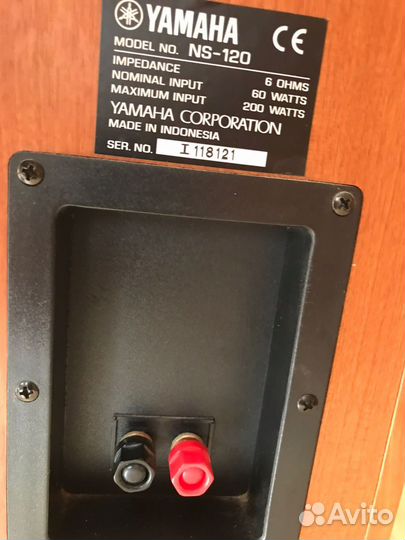 YAMAHA CE
MODEL NO. NS-120
IMPEDANCE 6 OHMS
NOMINAL INPUT 60 WATTS
MAXIMUM INPUT 200 WATTS
YAMAHA CORPORATION
MADE IN INDONESIA
SER. NO. I 118121
Avito